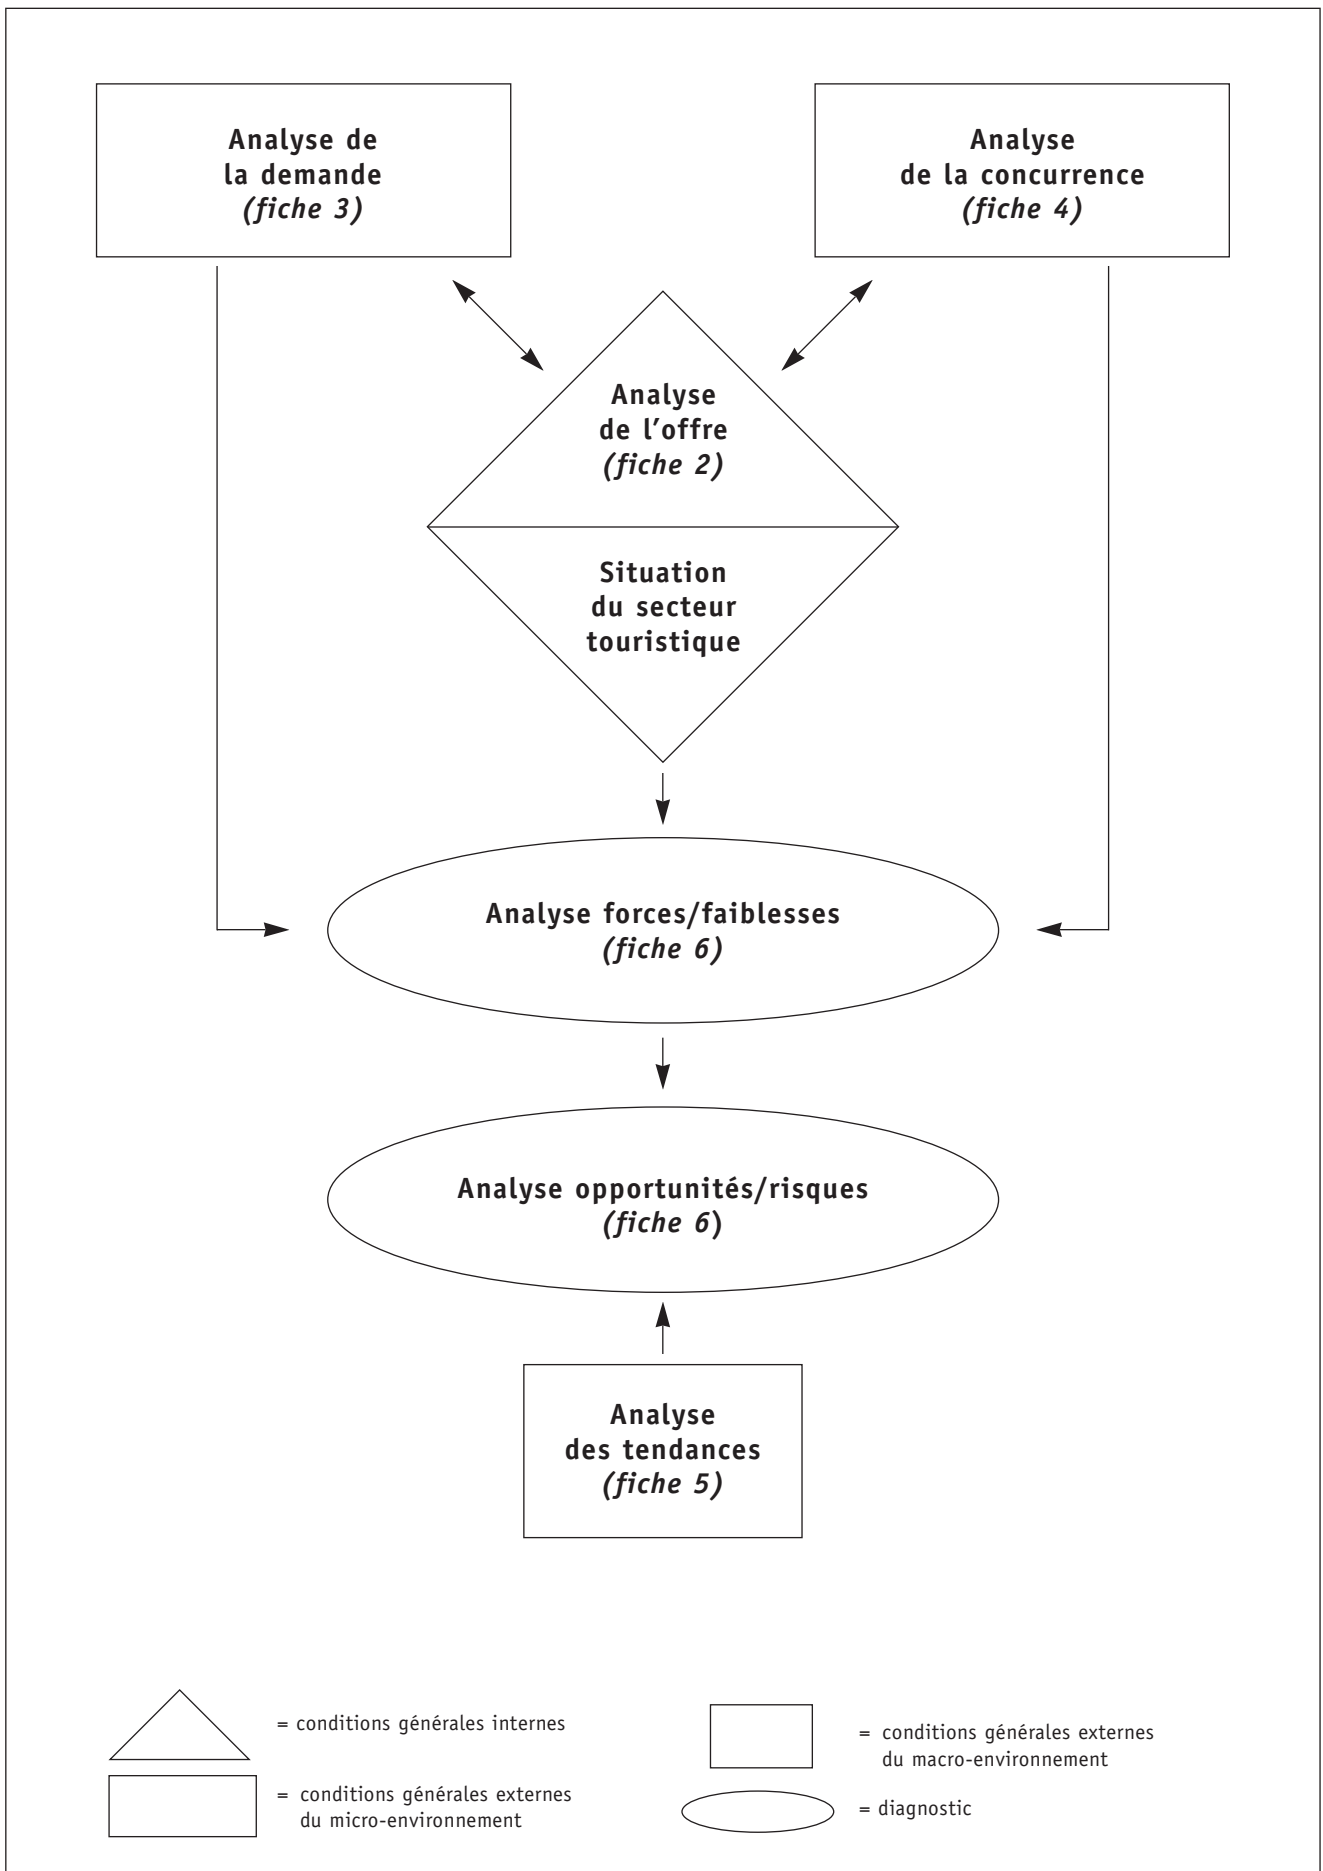 Analyse de
la demande
(fiche 3)
Analyse
de la concurrence
(fiche 4)
Analyse
de l'offre
(fiche 2)
Situation
du secteur
touristique
Analyse forces/faiblesses
(fiche 6)
Analyse opportunités/risques
(fiche 6)
Analyse
des tendances
(fiche 5)
= conditions générales internes
= conditions générales externes
du micro-environnement
= conditions générales externes
du macro-environnement
= diagnostic